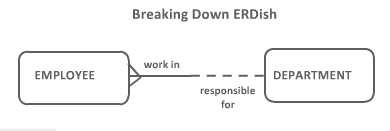 Breaking Down ERDish
work in
EMPLOYEE
DEPARTMENT
responsible
for